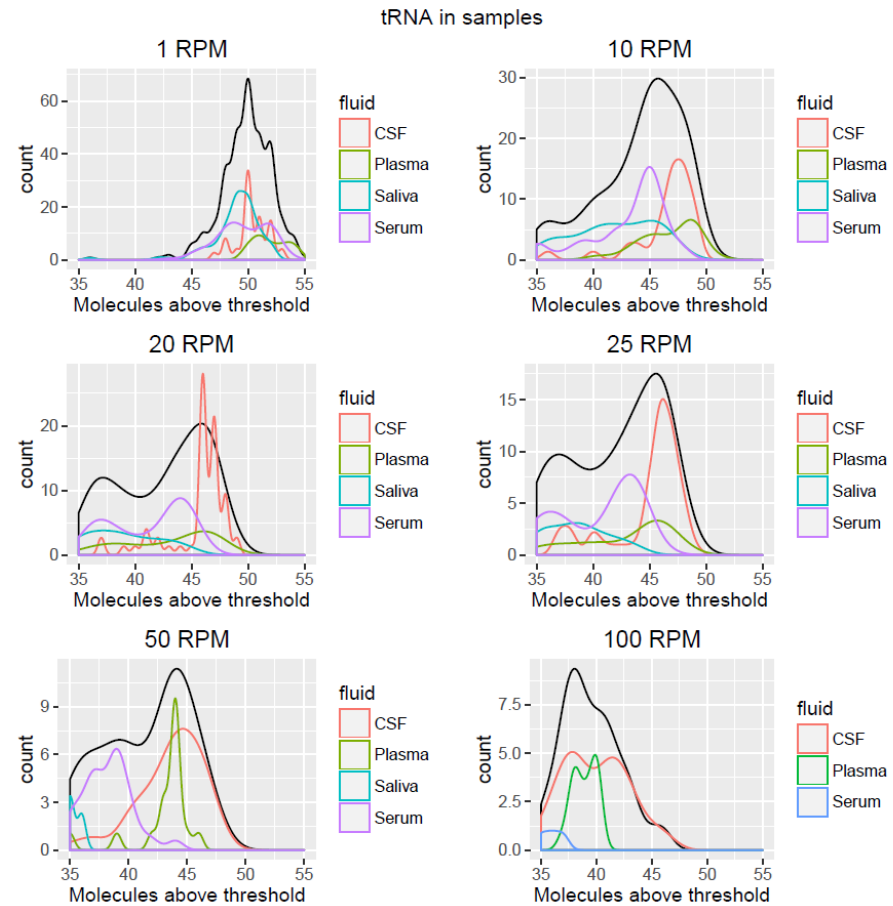 tRNA in samples
1 RPM
60
40
20
0
count
35 40 45 50 55
Molecules above threshold
fluid
CSF
Plasma
Saliva
Serum
10 RPM
30
20
10
0
count
35 40 45 50 55
Molecules above threshold
fluid
CSF
Plasma
Saliva
Serum
20 RPM
20
10
0
count
35 40 45 50 55
Molecules above threshold
fluid
CSF
Plasma
Saliva
Serum
25 RPM
15
10
5
0
count
35 40 45 50 55
Molecules above threshold
fluid
CSF
Plasma
Saliva
Serum
50 RPM
9
6
3
0
count
35 40 45 50 55
Molecules above threshold
fluid
CSF
Plasma
Saliva
Serum
100 RPM
7.5
5.0
2.5
0.0
count
35 40 45 50 55
Molecules above threshold
fluid
CSF
Plasma
Serum